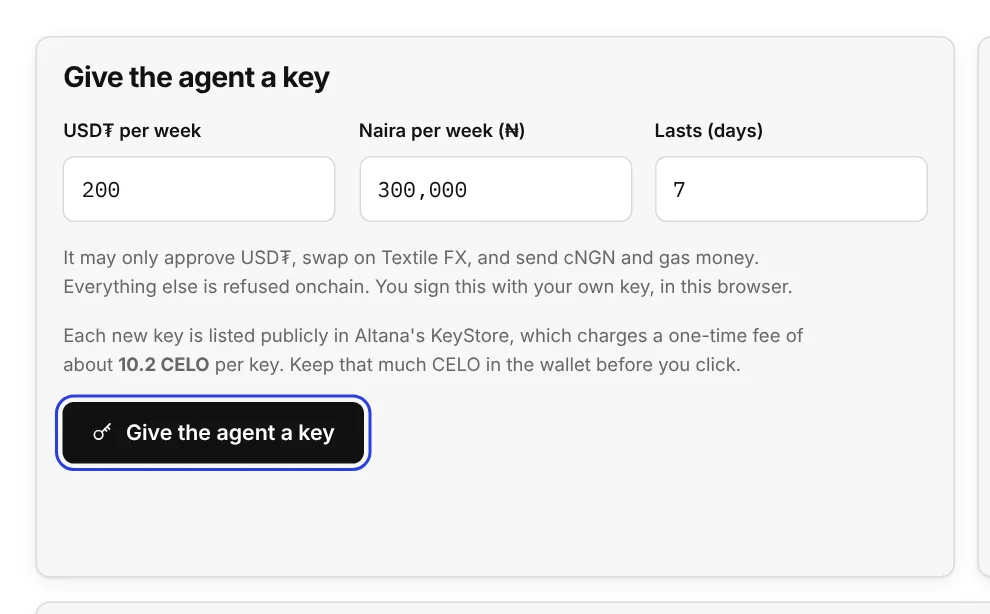 Give the agent a key
USD₮ per week
Naira per week (₦)
Lasts (days)
200
300,000
7
It may only approve USD₮, swap on Textile FX, and send cNGN and gas money.
Everything else is refused onchain. You sign this with your own key, in this browser.
Each new key is listed publicly in Altana's KeyStore, which charges a one-time fee of
about 10.2 CELO per key. Keep that much CELO in the wallet before you click.
Give the agent a key